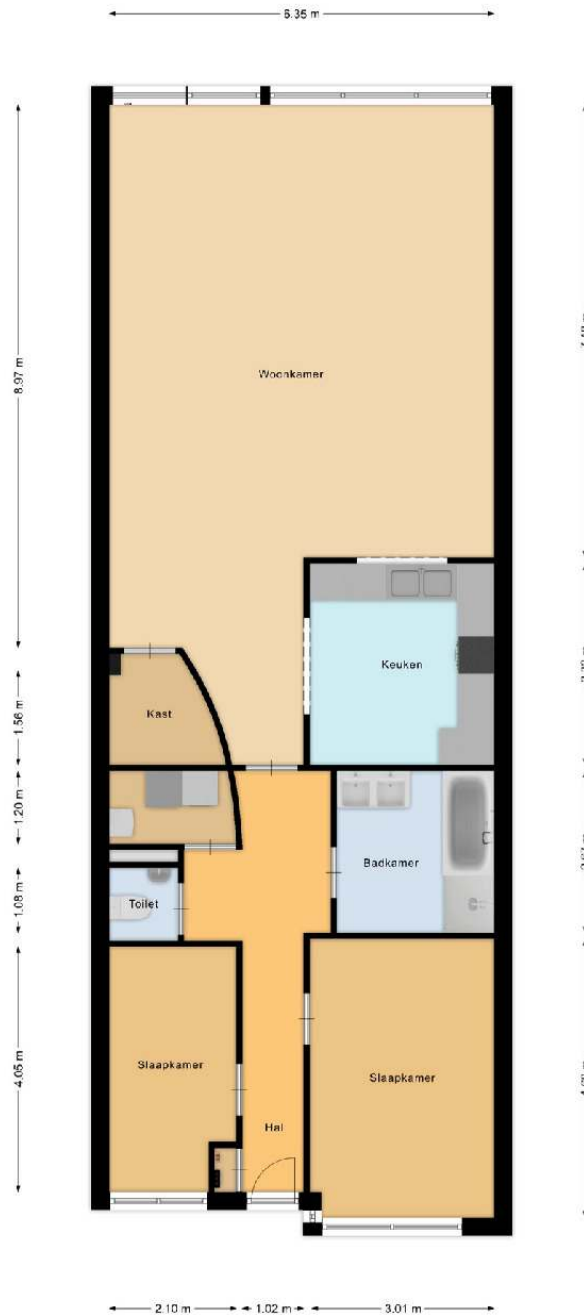 6.35 m
8.97 m
Woonkamer
Keuken
Kast
1.56 m
1.20 m
Badkamer
1.08 m
Toilet
4.05 m
Slaapkamer
Slaapkamer
Hal
2.10 m
1.02 m
3.01 m